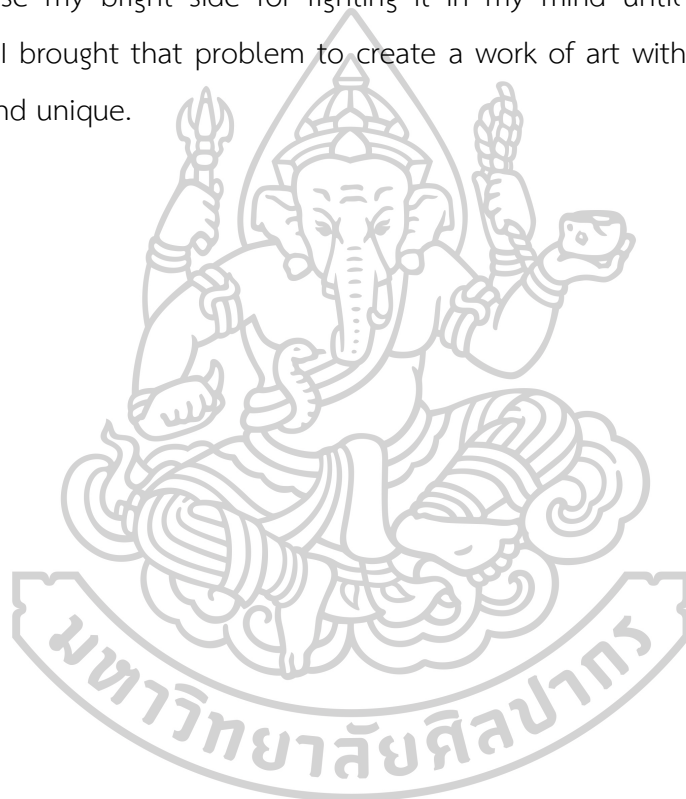 se my bright side for fighting it in my mind until
I brought that problem to create a work of art with
nd unique.
มหาวิทยาลัยศิลปากร